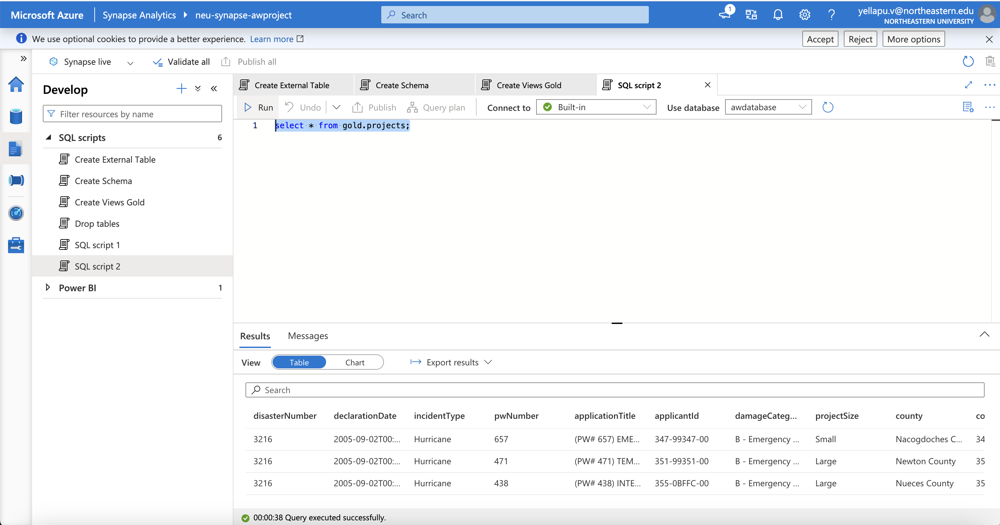 Microsoft Azure
Synapse Analytics
neu-synapse-awproject
Search
1
yellapu.v@northeastern.edu
NORTHEASTERN UNIVERSITY
We use optional cookies to provide a better experience. Learn more
Accept
Reject
More options
Synapse live
Validate all
Publish all
Develop
Filter resources by name
SQL scripts 6
Create External Table
Create Schema
Create Views Gold
Drop tables
SQL script 1
SQL script 2
Power BI 1
Create External Table
Create Schema
Create Views Gold
SQL script 2
Run
Undo
Publish
Query plan
Connect to
Built-in
Use database
awdatabase
1 select * from gold.projects;
Results
Messages
View
Table
Chart
Export results
Search
disasterNumber declarationDate incidentType pwNumber applicationTitle applicantId damageCateg... projectSize county co
3216 2005-09-02T00:... Hurricane 657 (PW# 657) EME... 347-99347-00 B - Emergency ... Small Nacogdoches C... 34
3216 2005-09-02T00:... Hurricane 471 (PW# 471) TEM... 351-99351-00 B - Emergency ... Large Newton County 35
3216 2005-09-02T00:... Hurricane 438 (PW# 438) INTE... 355-0BFFC-00 B - Emergency ... Large Nueces County 35
00:00:38 Query executed successfully.